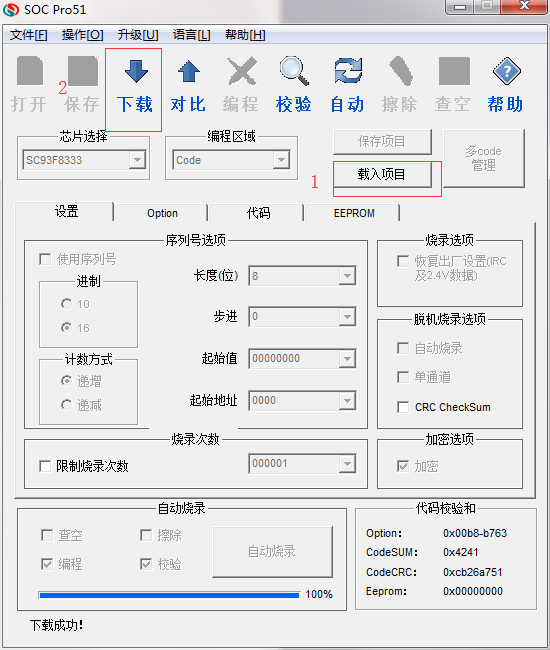 SOC Pro51
文件[F] 操作[O] 升级[U] 语言[L] 帮助[H]
2
打开 保存 下载 对比 编程 校验 自动 擦除 查空 帮助
芯片选择 编程区域 保存项目 多code
SC93F8333 Code 1 载入项目 管理
设置 Option 代码 EEPROM
序列号选项 烧录选项
使用序列号 长度(位) 8 恢复出厂设置(IRC
及2.4V数据)
进制
10 步进 0 脱机烧录选项
16 自动烧录
计数方式 起始值 00000000
递增 单通道
递减 起始地址 0000 CRC CheckSum
烧录次数 加密选项
限制烧录次数 000001 加密
自动烧录 代码校验和
查空 擦除 自动烧录 Option： 0x00b8-b763
CodeSUM： 0x4241
编程 校验 CodeCRC： 0xcb26a751
100% Eeprom： 0x00000000
下载成功!